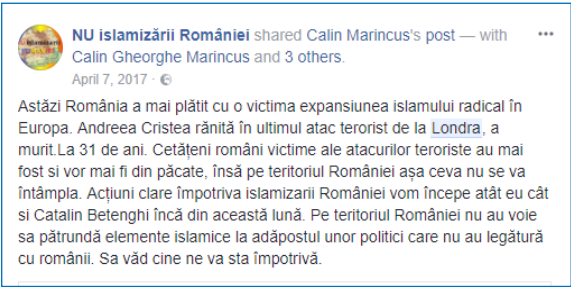 NU islamizării României shared Calin Marincus's post — with
Calin Gheorghe Marincus and 3 others.
April 7, 2017 ·
Astăzi România a mai plătit cu o victima expansiunea islamului radical în
Europa. Andreea Cristea rănită în ultimul atac terorist de la Londra, a
murit.La 31 de ani. Cetățeni români victime ale atacurilor teroriste au mai
fost si vor mai fi din păcate, însă pe teritoriul României așa ceva nu se va
întâmpla. Acțiuni clare împotriva islamizarii României vom începe atât eu cât
si Catalin Betenghi încă din această lună. Pe teritoriul României nu au voie
sa pătrundă elemente islamice la adăpostul unor politici care nu au legătură
cu românii. Sa văd cine ne va sta împotrivă.